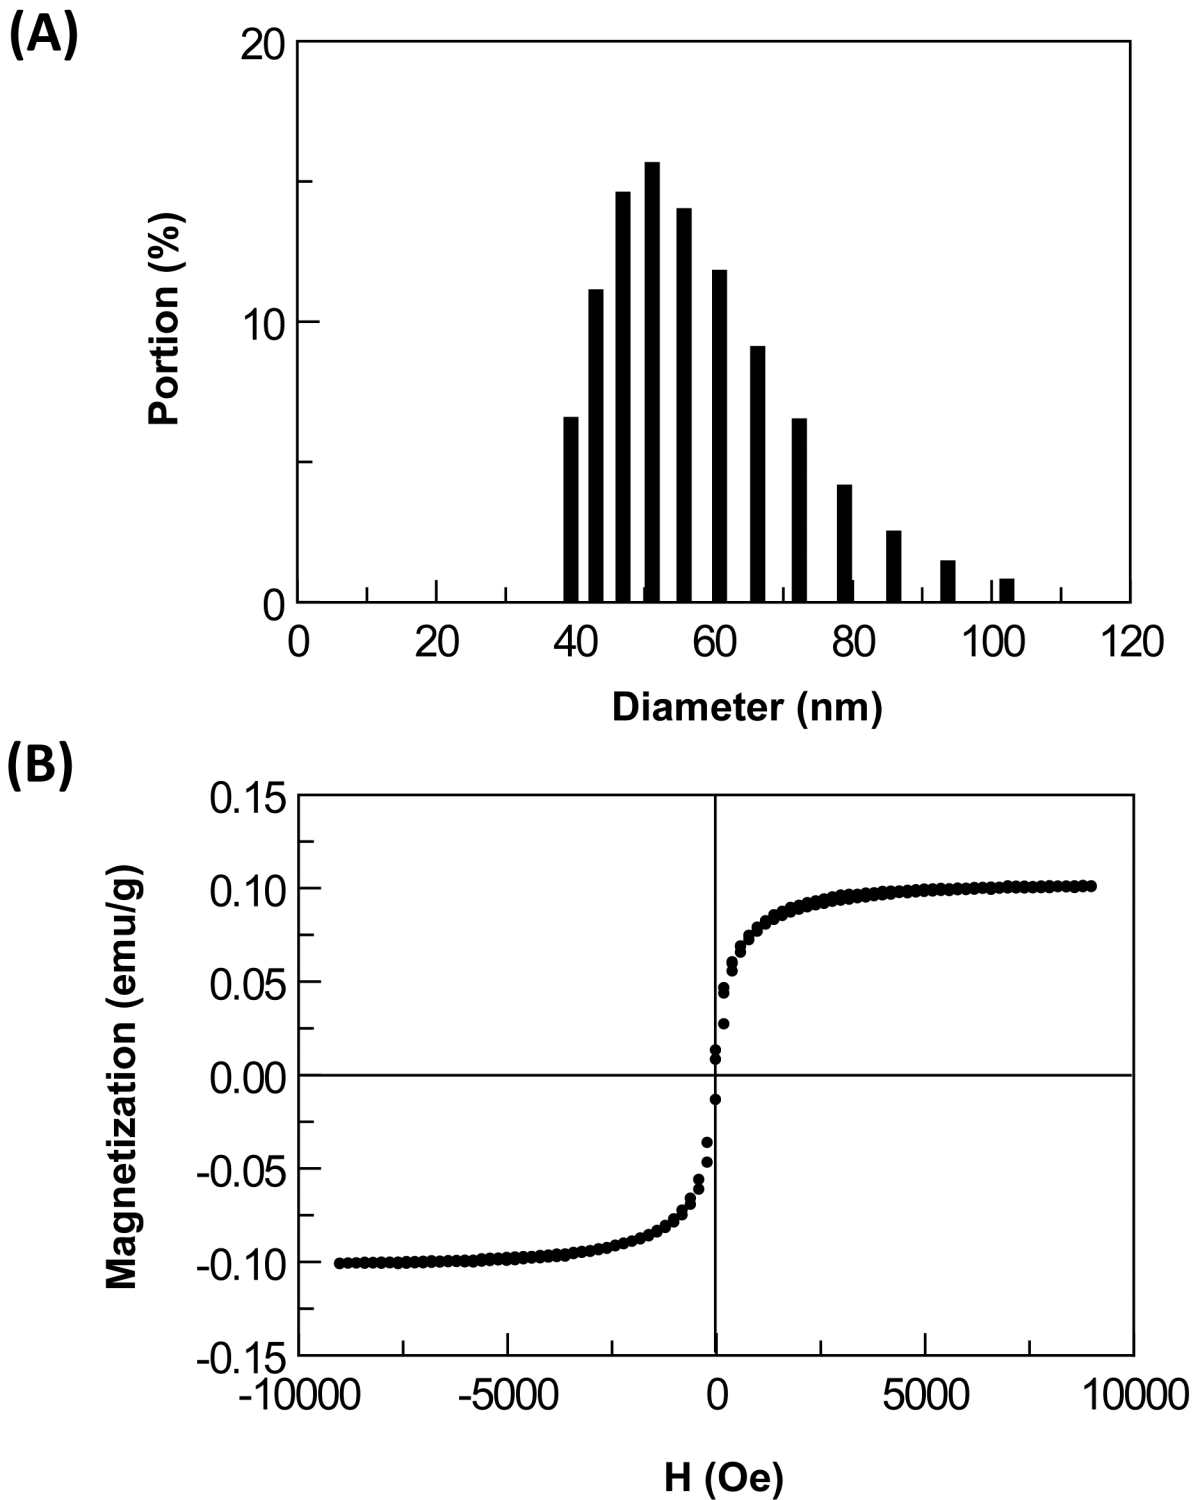 (A)
20
10
0
Portion (%)
0 20 40 60 80 100 120
Diameter (nm)
(B)
0.15
0.10
0.05
0.00
-0.05
-0.10
-0.15
Magnetization (emu/g)
-10000 -5000 0 5000 10000
H (Oe)